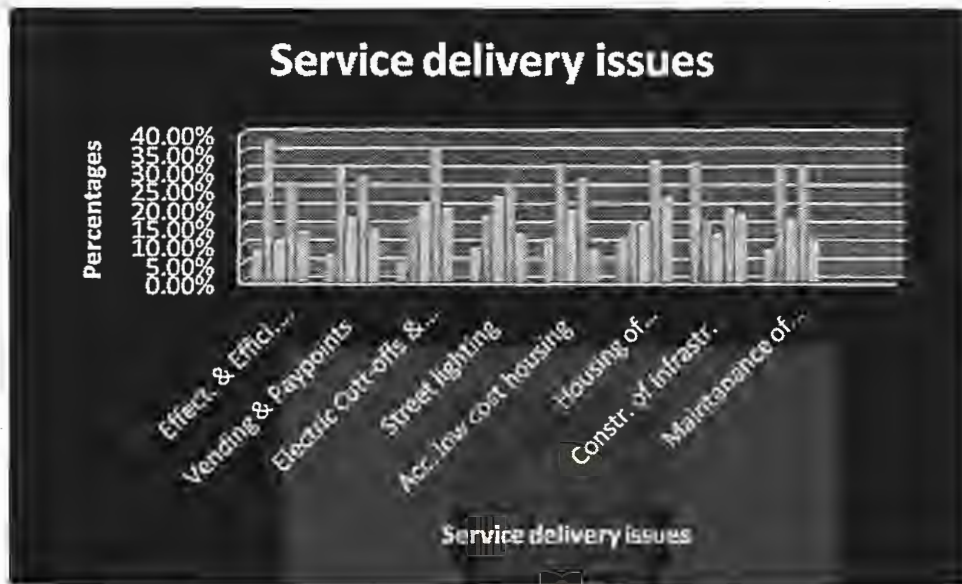 Service delivery issues
Percentages
40.00%
35.00%
30.00%
25.00%
20.00%
15.00%
10.00%
5.00%
0.00%
Effect. & Effici....
Vending & Paypoints
Electric Cutt-offs &...
Street lighting
Acc. low cost housing
Housing of...
Constr. of infrastr.
Maintanance of...
Service delivery issues